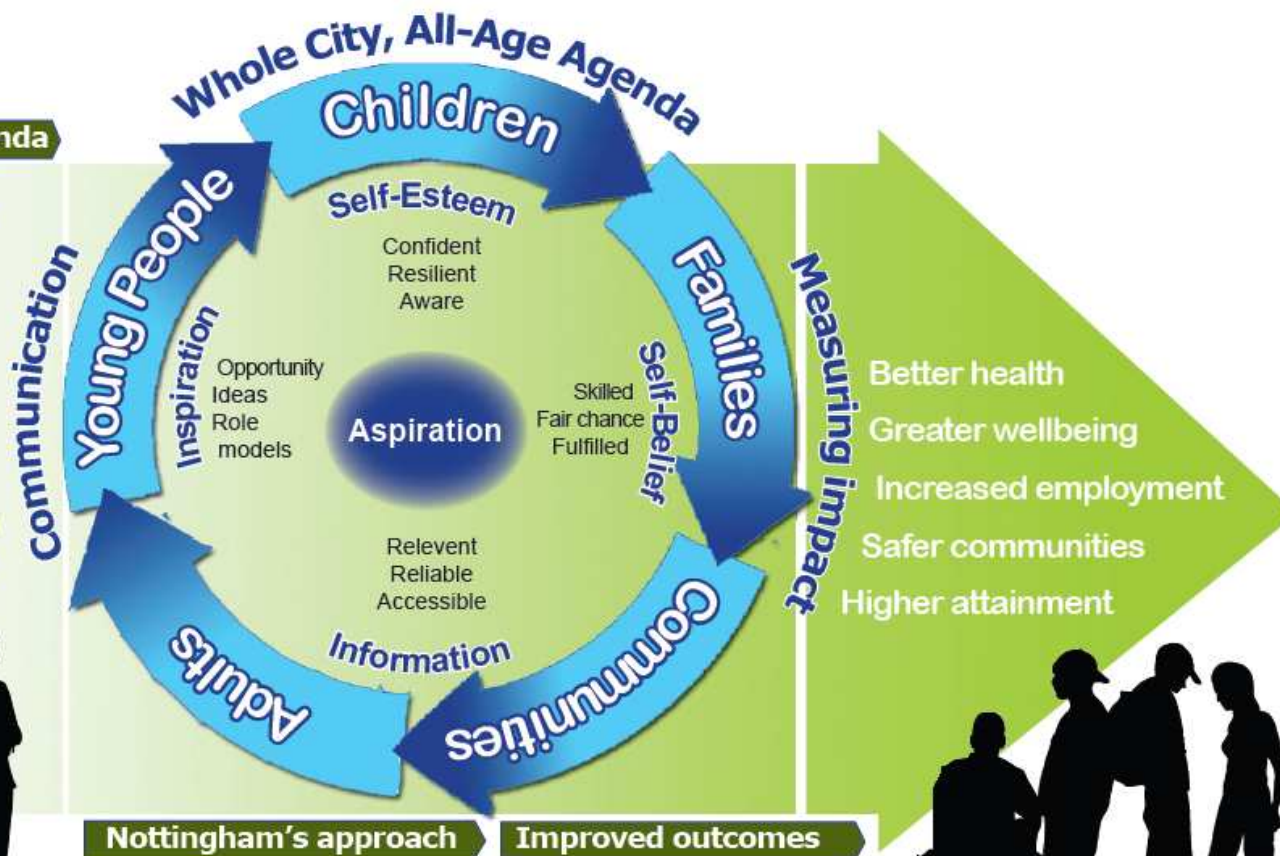 Whole City, All-Age Agenda
nda
Children
Families
Communities
Adults
Young People
Communication
Measuring impact
Self-Esteem
Confident
Resilient
Aware
Inspiration
Opportunity
Ideas
Role
models
Aspiration
Self-Belief
Skilled
Fair chance
Fulfilled
Relevent
Reliable
Accessible
Information
Better health
Greater wellbeing
Increased employment
Safer communities
Higher attainment
Nottingham's approach
Improved outcomes